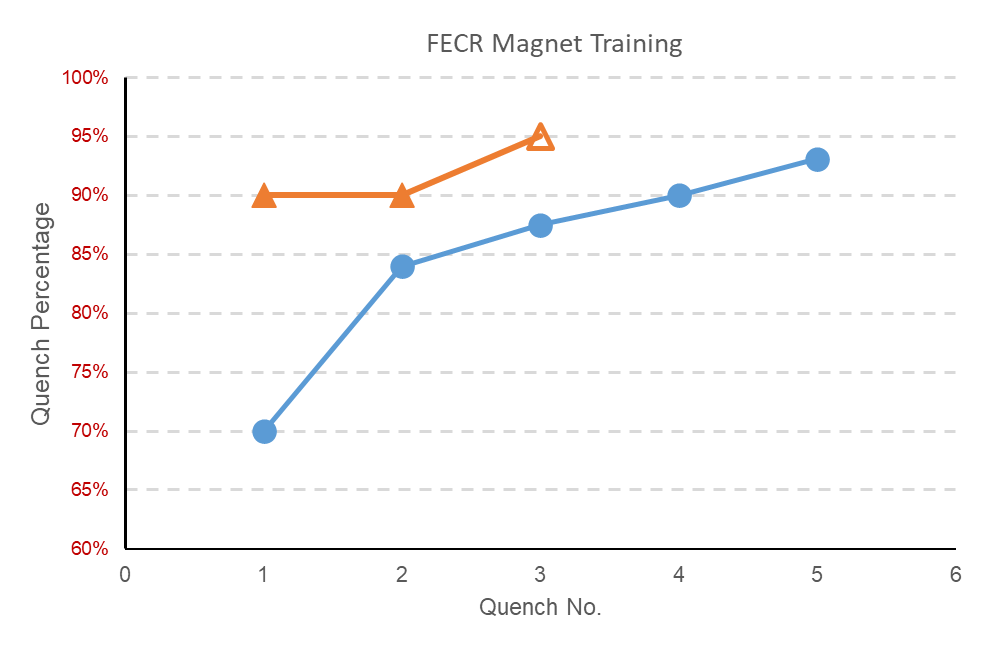 FECR Magnet Training
100%
95%
90%
85%
80%
75%
70%
65%
60%
Quench Percentage
0 1 2 3 4 5 6
Quench No.